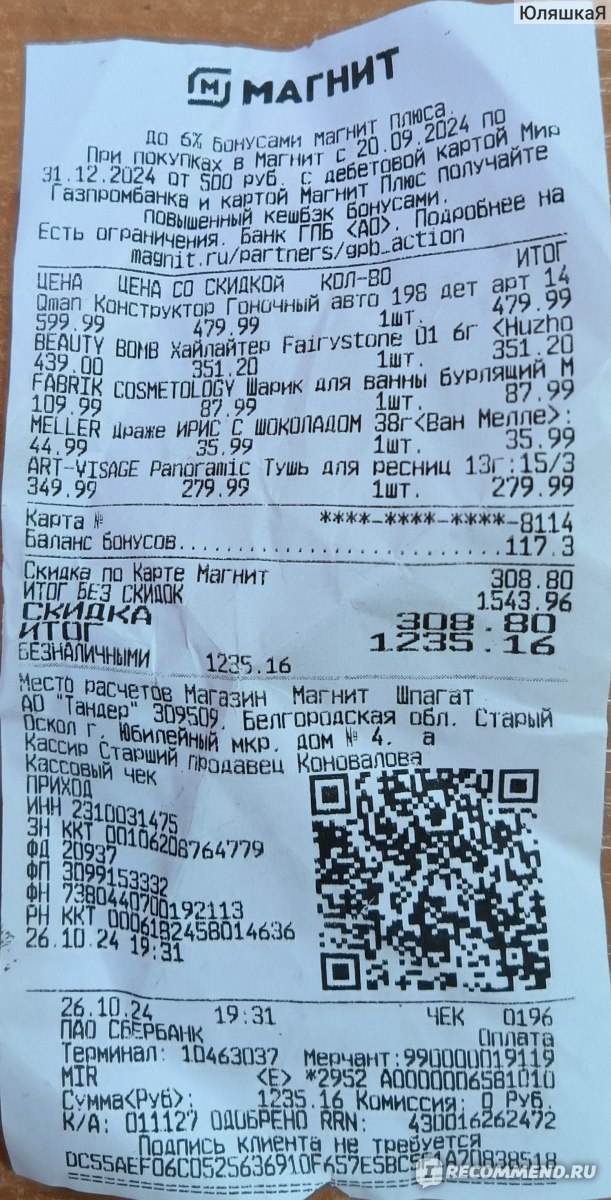 ЮляшкаЯ
МАГНИТ
До 6% бонусами Магнит Плюса.
При покупках в Магнит с 20.09.2024 по
31.12.2024 от 500 руб. с дебетовой картой Мир
Газпромбанка и картой Магнит Плюс получайте
повышенный кешбэк бонусами.
Есть ограничения. Банк ГПБ <АО>. Подробнее на
magnit.ru/partners/gpb_action
ЦЕНА ЦЕНА СО СКИДКОЙ КОЛ-ВО ИТОГ
Qman Конструктор Гоночный авто 198 дет арт 14
599.99 479.99 1шт. 479.99
BEAUTY BOMB Хайлайтер Fairystone 01 6г <Huzho
439.00 351.20 1шт. 351.20
FABRIK COSMETOLOGY Шарик для ванны бурлящий М
109.99 87.99 1шт. 87.99
MELLER Драже ИРИС С ШОКОЛАДОМ 38г<Ван Мелле>:
44.99 35.99 1шт. 35.99
ART-VISAGE Panoramic Тушь для ресниц 13г:15/3
349.99 279.99 1шт. 279.99
Карта № ****-****-****-8114
Баланс бонусов..............................117.3
Скидка по Карте Магнит 308.80
ИТОГ БЕЗ СКИДОК 1543.96
СКИДКА 308.80
ИТОГ 1235.16
БЕЗНАЛИЧНЫМИ 1235.16
Место расчетов Магазин Магнит Шпагат
АО "Тандер" 309509, Белгородская обл. Старый
Оскол г, Юбилейный мкр, дом № 4, а
Кассир Старший продавец Коновалова
Кассовый чек
ПРИХОД
ИНН 2310031475
ЗН ККТ 00106208764779
ФД 20937
ФП 3099153332
ФН 7380440700192113
РН ККТ 0006182458014636
26.10.24 19:31
26.10.24 19:31 ЧЕК 0196
ПАО СБЕРБАНК Оплата
Терминал: 10463037 Мерчант:990000019119
MIR <E> *2952 A0000006581010
Сумма<Руб>: 1235.16 Комиссия: 0 Руб.
К/А: 011127 ОДОБРЕНО RRN: 430016262472
Подпись клиента не требуется
IRECOMMEND.RU